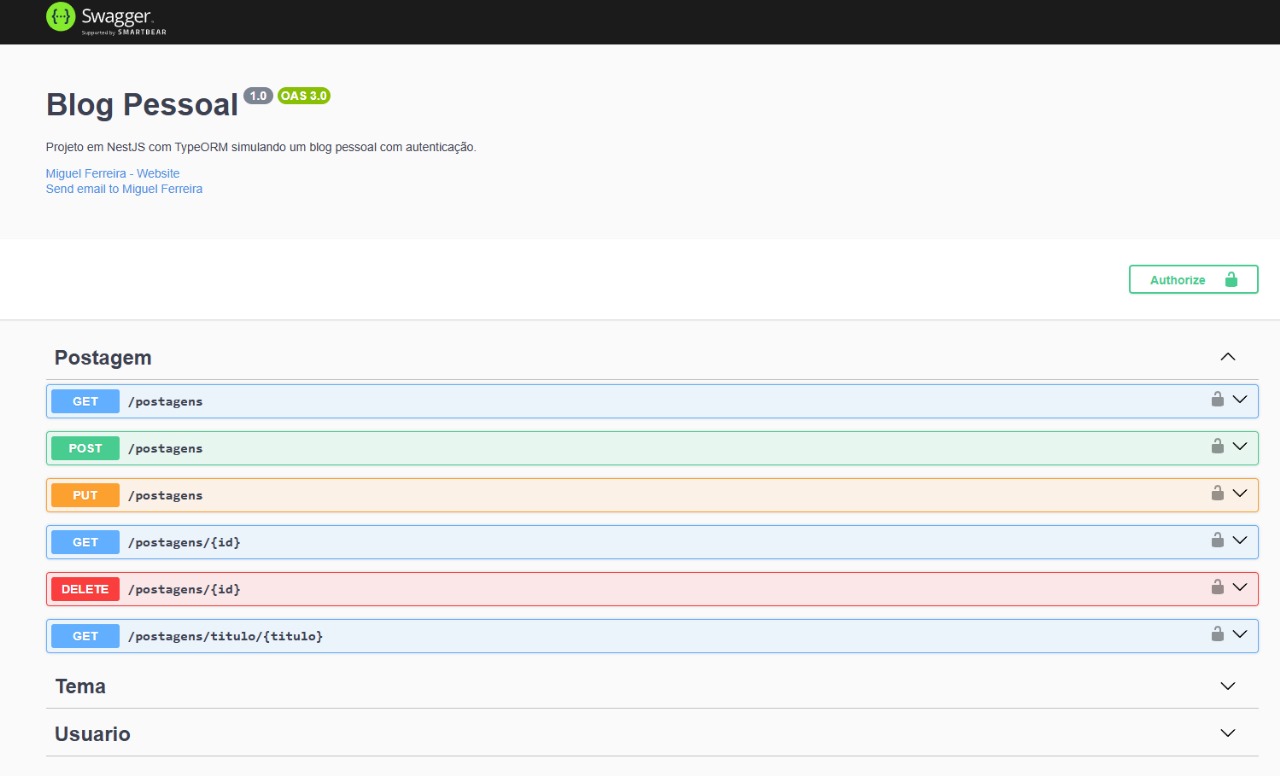 Swagger.
Supported by SMARTBEAR
Blog Pessoal 1.0 OAS 3.0
Projeto em NestJS com TypeORM simulando um blog pessoal com autenticação.
Miguel Ferreira - Website
Send email to Miguel Ferreira
Authorize
Postagem
GET /postagens
POST /postagens
PUT /postagens
GET /postagens/{id}
DELETE /postagens/{id}
GET /postagens/titulo/{titulo}
Tema
Usuario